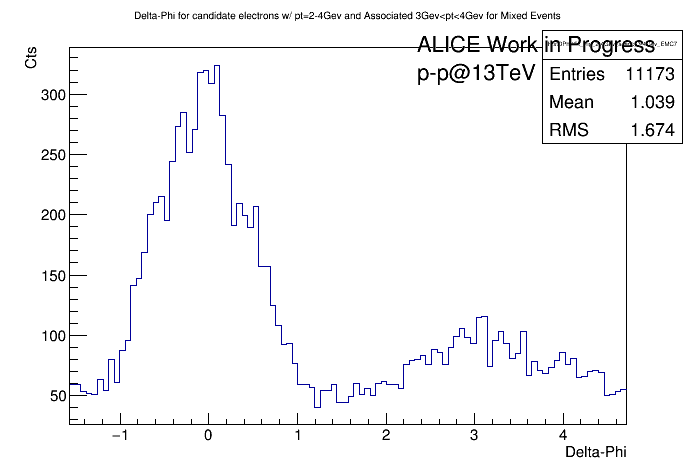 Delta-Phi for candidate electrons w/ pt=2-4Gev and Associated 3Gev<pt<4Gev for Mixed Events
ALICE Work in Progress
p-p@13TeV
Entries 11173
Mean 1.039
RMS 1.674
Cts
300
250
200
150
100
50
−1 0 1 2 3 4
Delta-Phi